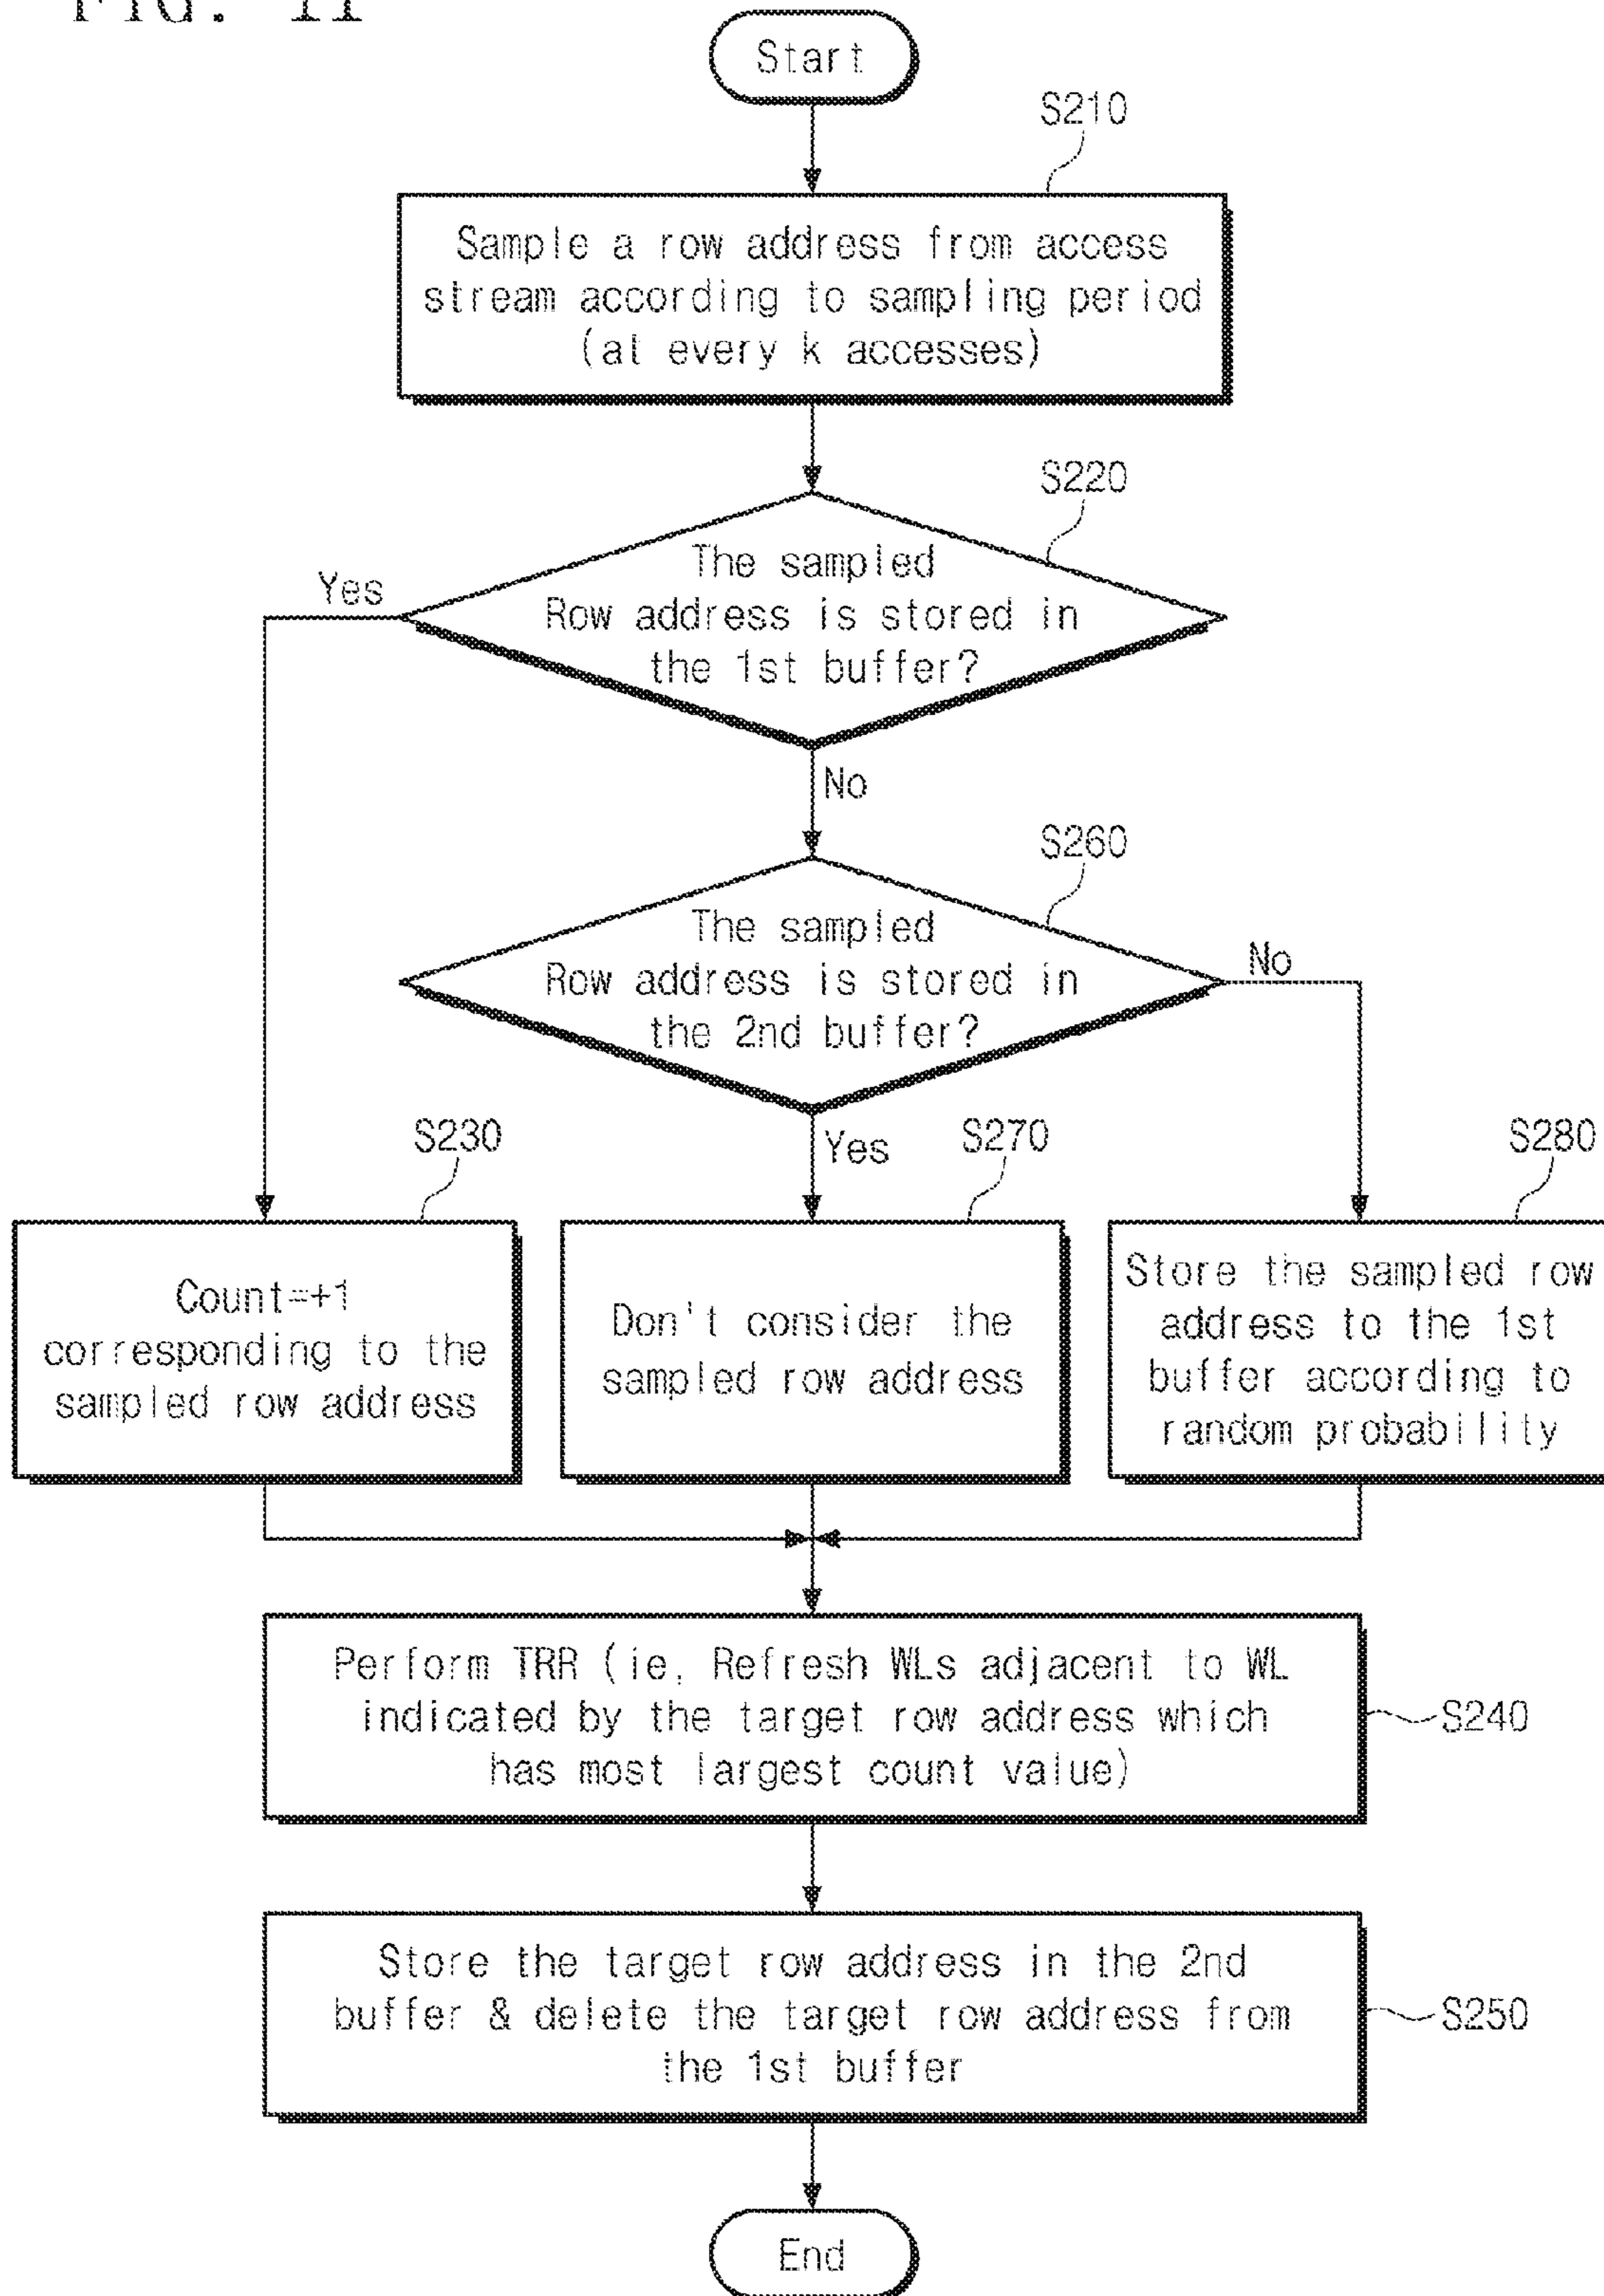 FIG. 11
Start
S210
Sample a row address from access
stream according to sampling period
(at every k accesses)
S220
The sampled
Row address is stored in
the 1st buffer?
Yes
No
S260
The sampled
Row address is stored in
the 2nd buffer?
No
Yes
S230
S270
S280
Count=+1
corresponding to the
sampled row address
Don't consider the
sampled row address
Store the sampled row
address to the 1st
buffer according to
random probability
Perform TRR (ie, Refresh WLs adjacent to WL
indicated by the target row address which
has most largest count value)
S240
Store the target row address in the 2nd
buffer & delete the target row address from
the 1st buffer
S250
End